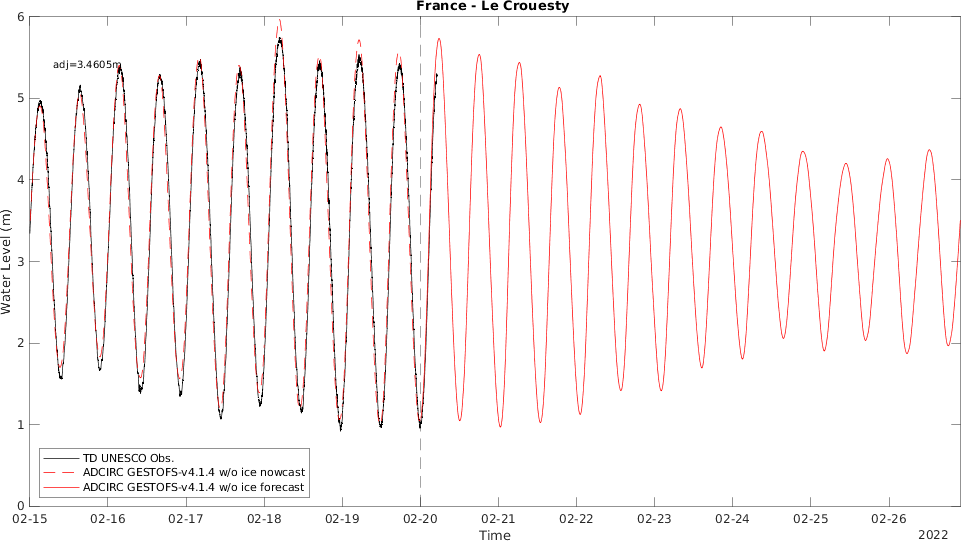 France - Le Crouesty
6
adj=3.4605m
5
4
3
2
1
0
Water Level (m)
TD UNESCO Obs.
ADCIRC GESTOFS-v4.1.4 w/o ice nowcast
ADCIRC GESTOFS-v4.1.4 w/o ice forecast
02-15 02-16 02-17 02-18 02-19 02-20 02-21 02-22 02-23 02-24 02-25 02-26
Time
2022